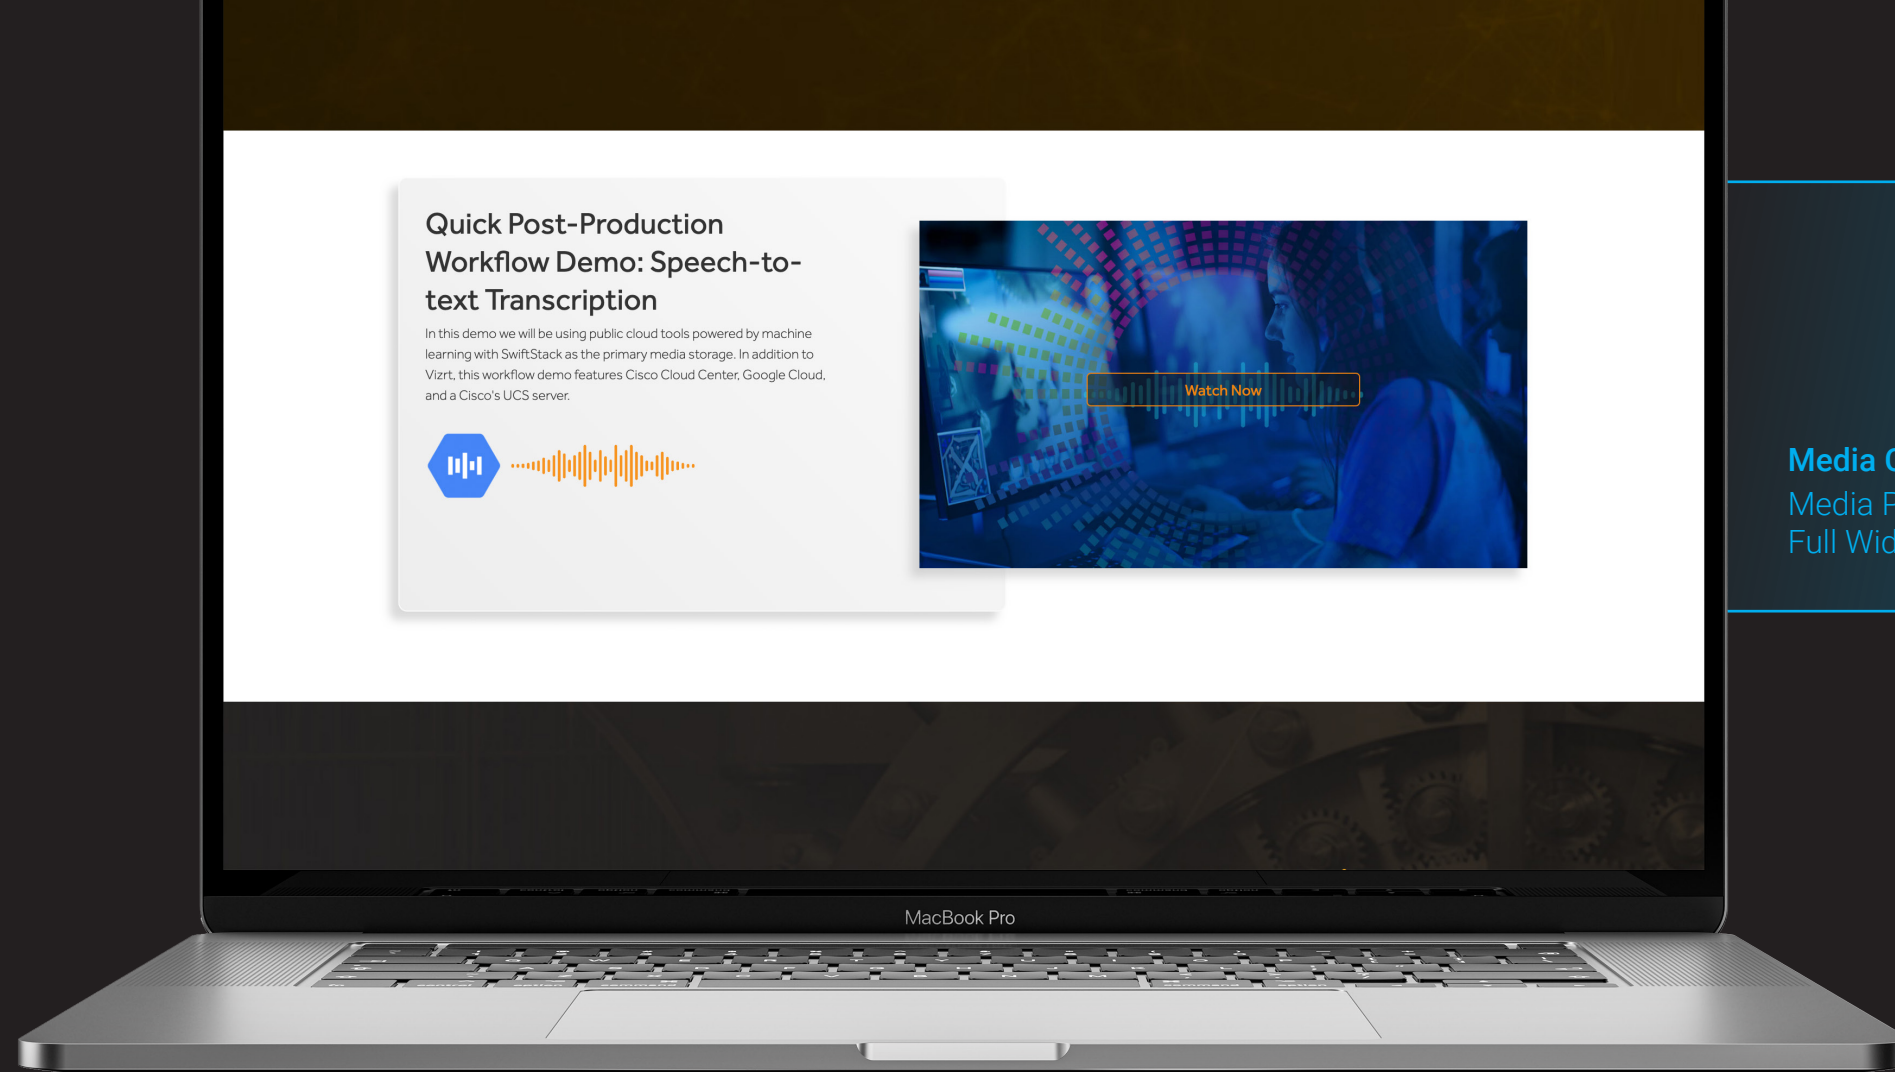 Quick Post-Production
Workflow Demo: Speech-to-
text Transcription
In this demo we will be using public cloud tools powered by machine
learning with SwiftStack as the primary media storage. In addition to
Vizrt, this workflow demo features Cisco Cloud Center, Google Cloud,
and a Cisco's UCS server.
Watch Now
Media
Media
Full
MacBook Pro